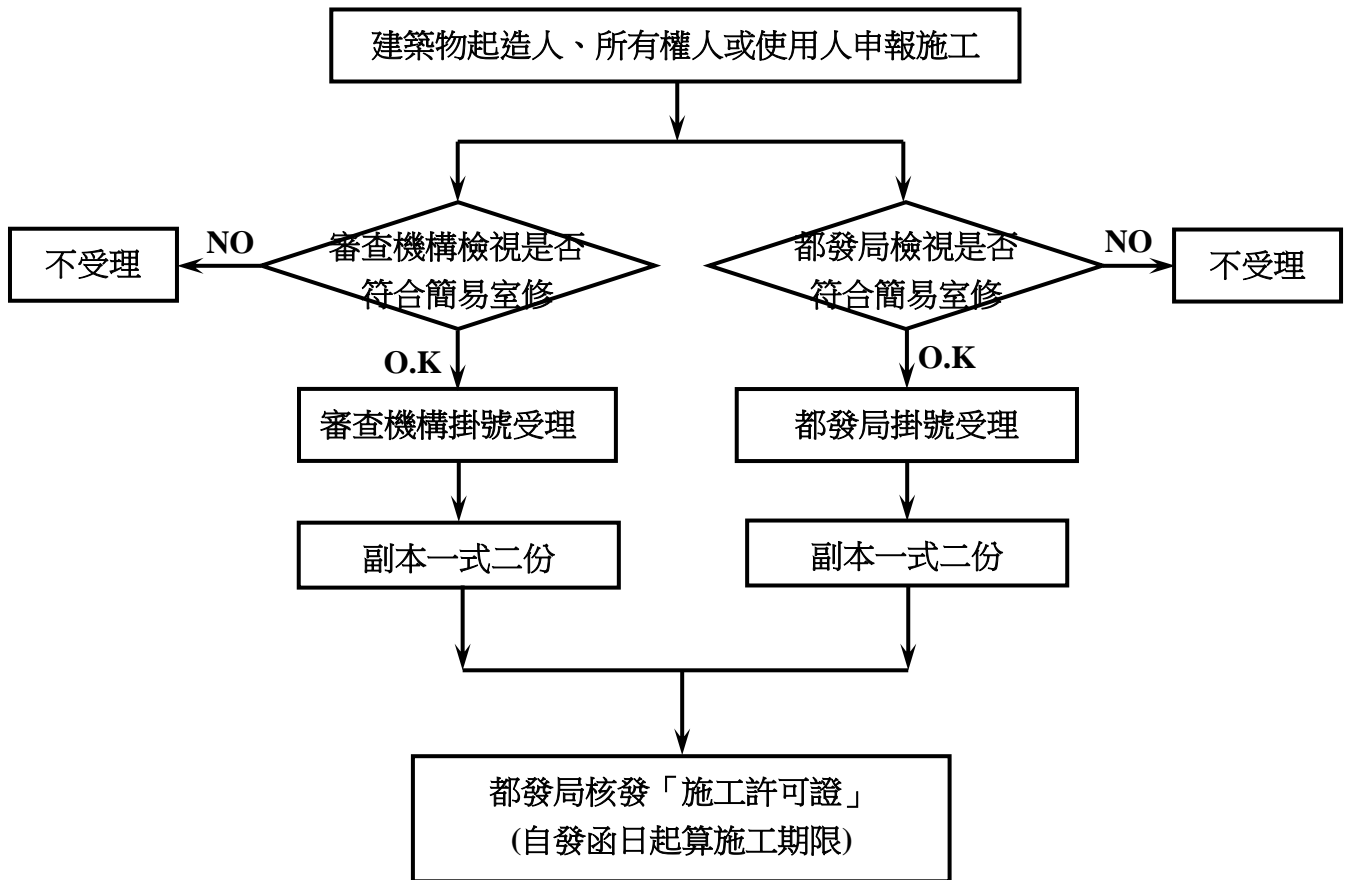 建築物起造人、所有權人或使用人申報施工
審查機構檢視是否
符合簡易室修
NO
不受理
都發局檢視是否
符合簡易室修
NO
不受理
O.K
O.K
審查機構掛號受理
都發局掛號受理
副本一式二份
副本一式二份
都發局核發「施工許可證」
(自發函日起算施工期限)